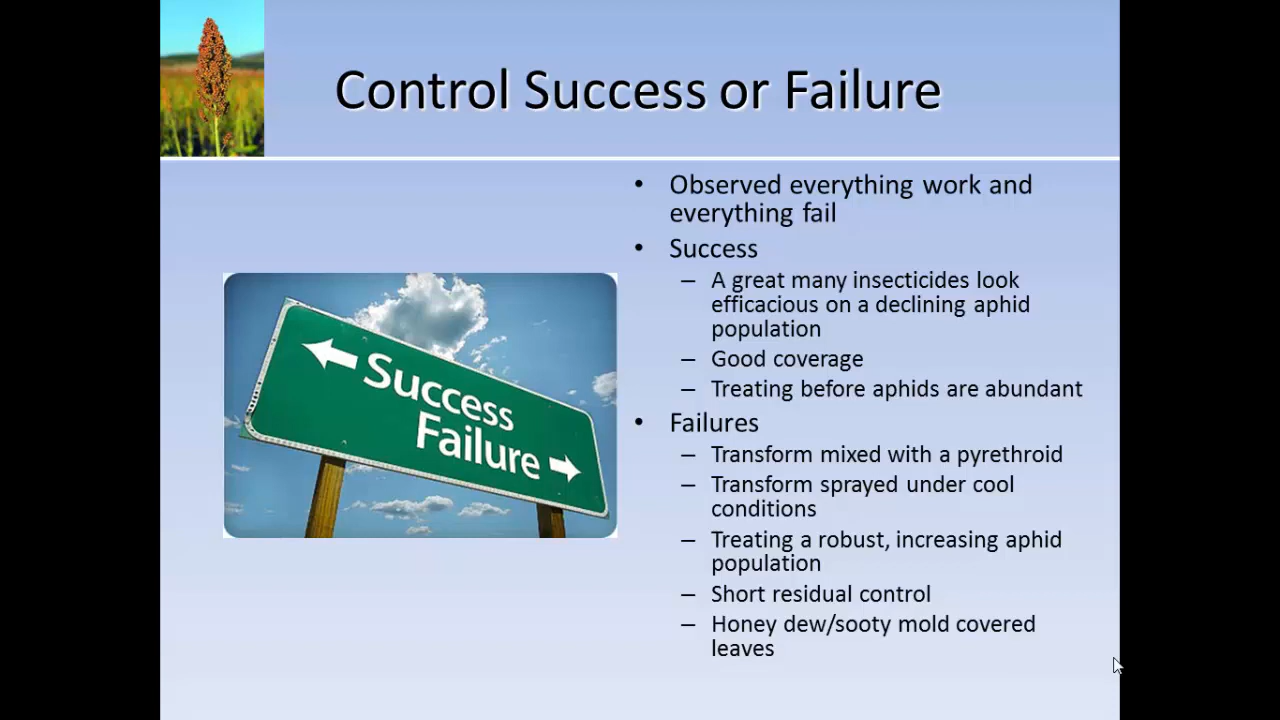 Control Success or Failure
Success
Failure
• Observed everything work and
everything fail
• Success
– A great many insecticides look
efficacious on a declining aphid
population
– Good coverage
– Treating before aphids are abundant
• Failures
– Transform mixed with a pyrethroid
– Transform sprayed under cool
conditions
– Treating a robust, increasing aphid
population
– Short residual control
– Honey dew/sooty mold covered
leaves